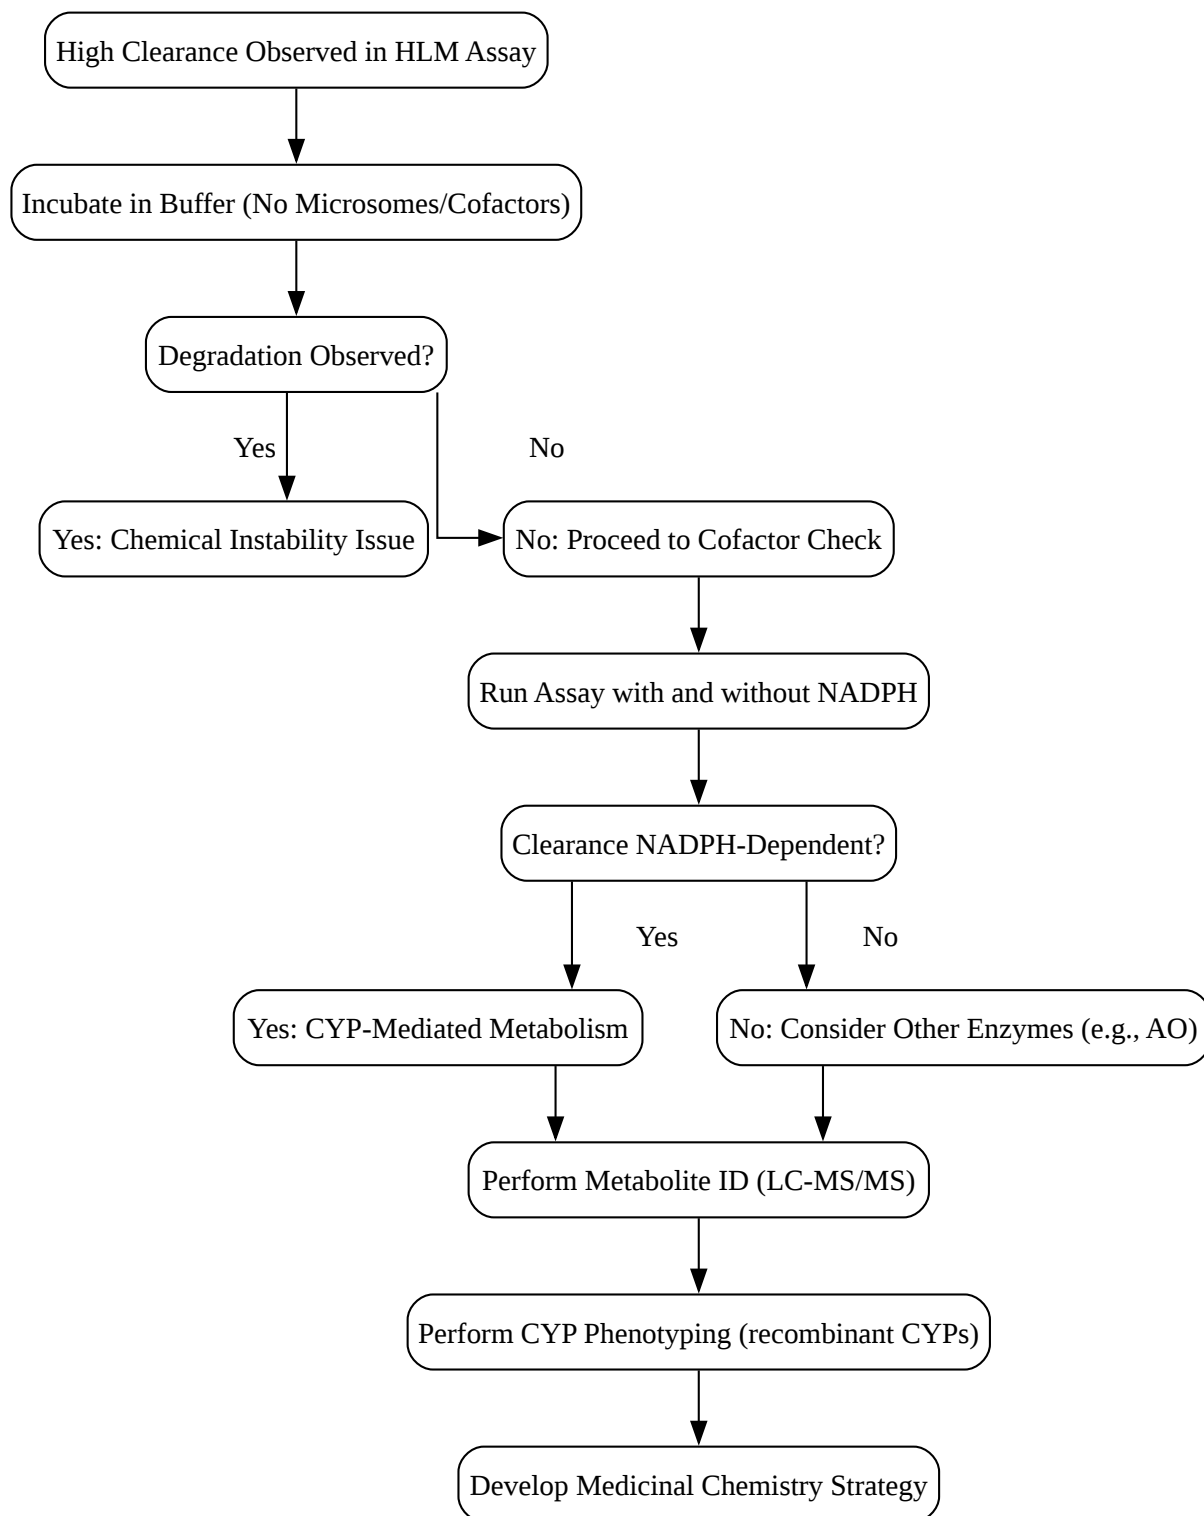 High Clearance Observed in HLM Assay
Incubate in Buffer (No Microsomes/Cofactors)
Degradation Observed?
Yes
No
Yes: Chemical Instability Issue
No: Proceed to Cofactor Check
Run Assay with and without NADPH
Clearance NADPH-Dependent?
Yes
No
Yes: CYP-Mediated Metabolism
No: Consider Other Enzymes (e.g., AO)
Perform Metabolite ID (LC-MS/MS)
Perform CYP Phenotyping (recombinant CYPs)
Develop Medicinal Chemistry Strategy